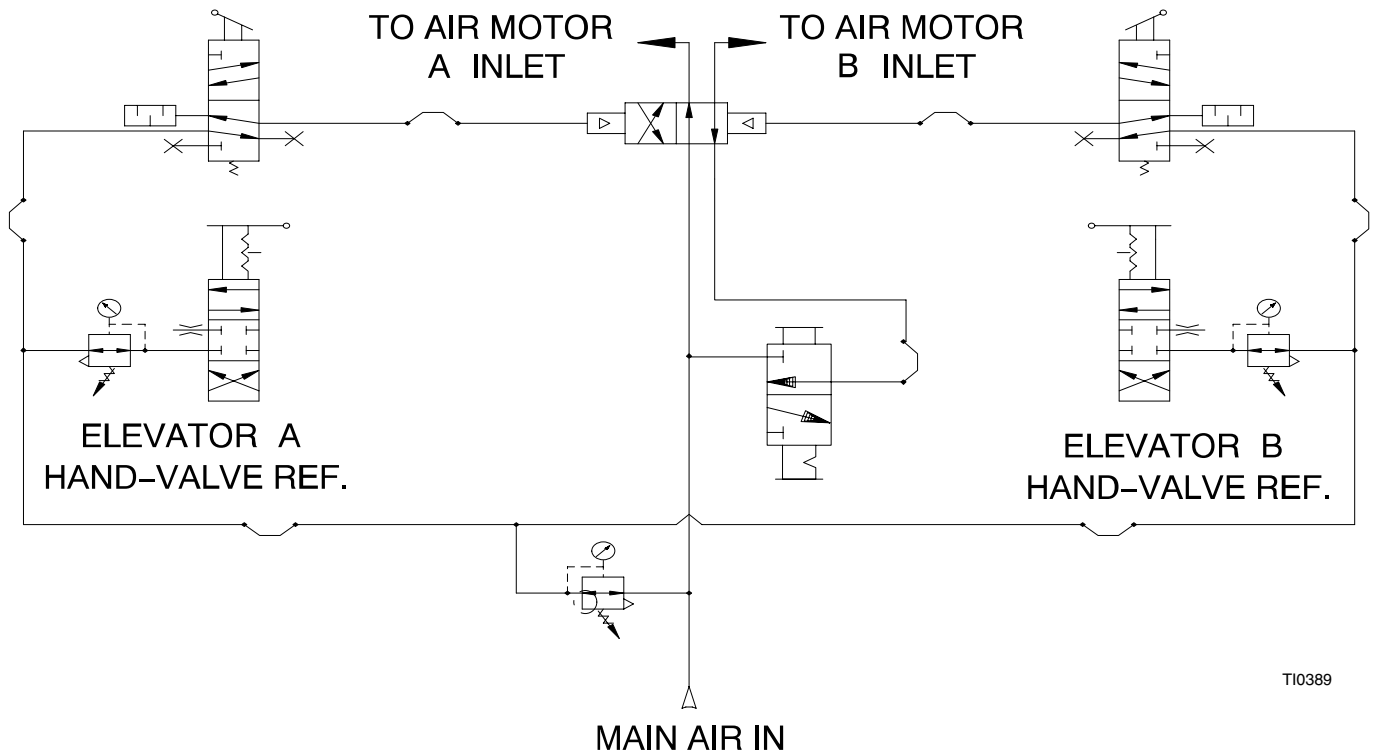 TO AIR MOTOR
A INLET
TO AIR MOTOR
B INLET
ELEVATOR A
HAND–VALVE REF.
ELEVATOR B
HAND–VALVE REF.
TI0389
MAIN AIR IN